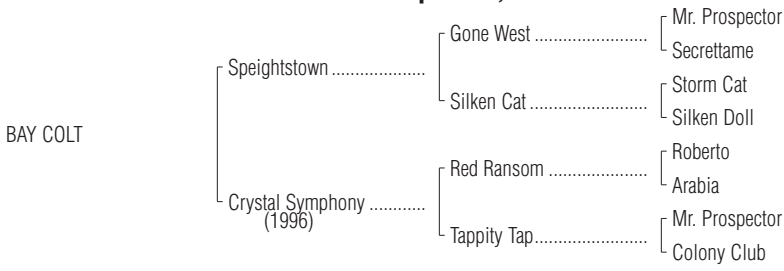 Mr. Prospector
Gone West
Secrettame
Speightstown
Storm Cat
Silken Cat
Silken Doll
BAY COLT
Roberto
Red Ransom
Arabia
Crystal Symphony
(1996)
Mr. Prospector
Tappity Tap
Colony Club